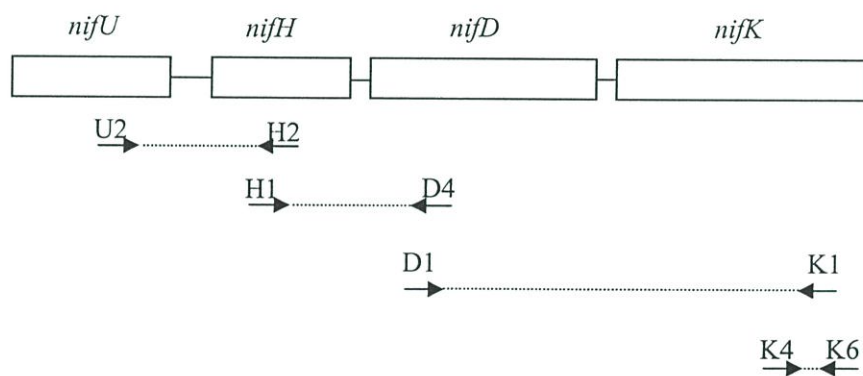 nifU nifH nifD nifK
U2 H2
H1 D4
D1 K1
K4 K6